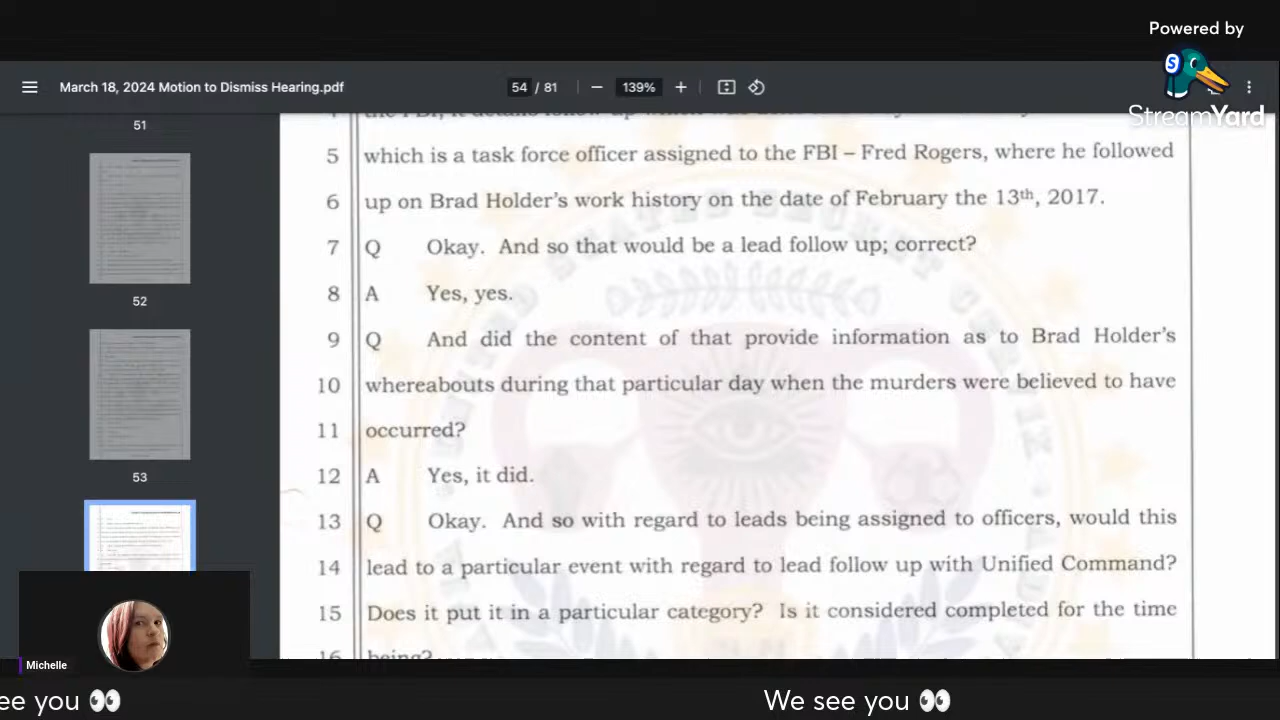 Powered by
StreamYard
March 18, 2024 Motion to Dismiss Hearing.pdf
54 / 81
139%
51
52
53
5 which is a task force officer assigned to the FBI – Fred Rogers, where he followed
6 up on Brad Holder's work history on the date of February the 13th, 2017.
7 Q Okay. And so that would be a lead follow up; correct?
8 A Yes, yes.
9 Q And did the content of that provide information as to Brad Holder's
10 whereabouts during that particular day when the murders were believed to have
11 occurred?
12 A Yes, it did.
13 Q Okay. And so with regard to leads being assigned to officers, would this
14 lead to a particular event with regard to lead follow up with Unified Command?
15 Does it put it in a particular category? Is it considered completed for the time
16 being?
Michelle
ee you 👀
We see you 👀